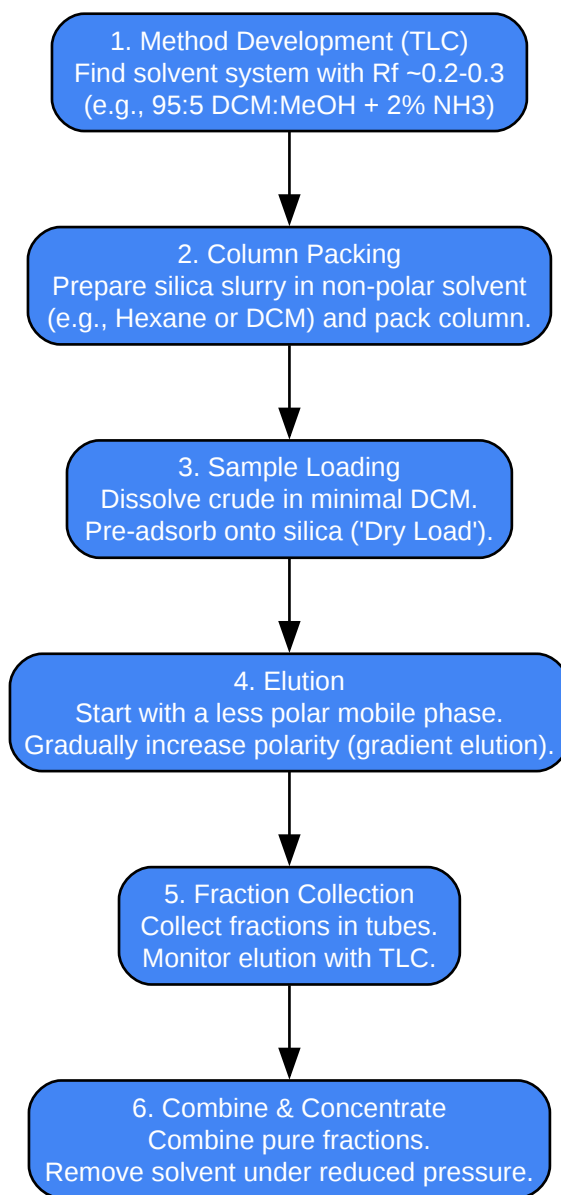 1. Method Development (TLC)
Find solvent system with Rf ~0.2-0.3
(e.g., 95:5 DCM:MeOH + 2% NH3)
2. Column Packing
Prepare silica slurry in non-polar solvent
(e.g., Hexane or DCM) and pack column.
3. Sample Loading
Dissolve crude in minimal DCM.
Pre-adsorb onto silica ('Dry Load').
4. Elution
Start with a less polar mobile phase.
Gradually increase polarity (gradient elution).
5. Fraction Collection
Collect fractions in tubes.
Monitor elution with TLC.
6. Combine & Concentrate
Combine pure fractions.
Remove solvent under reduced pressure.